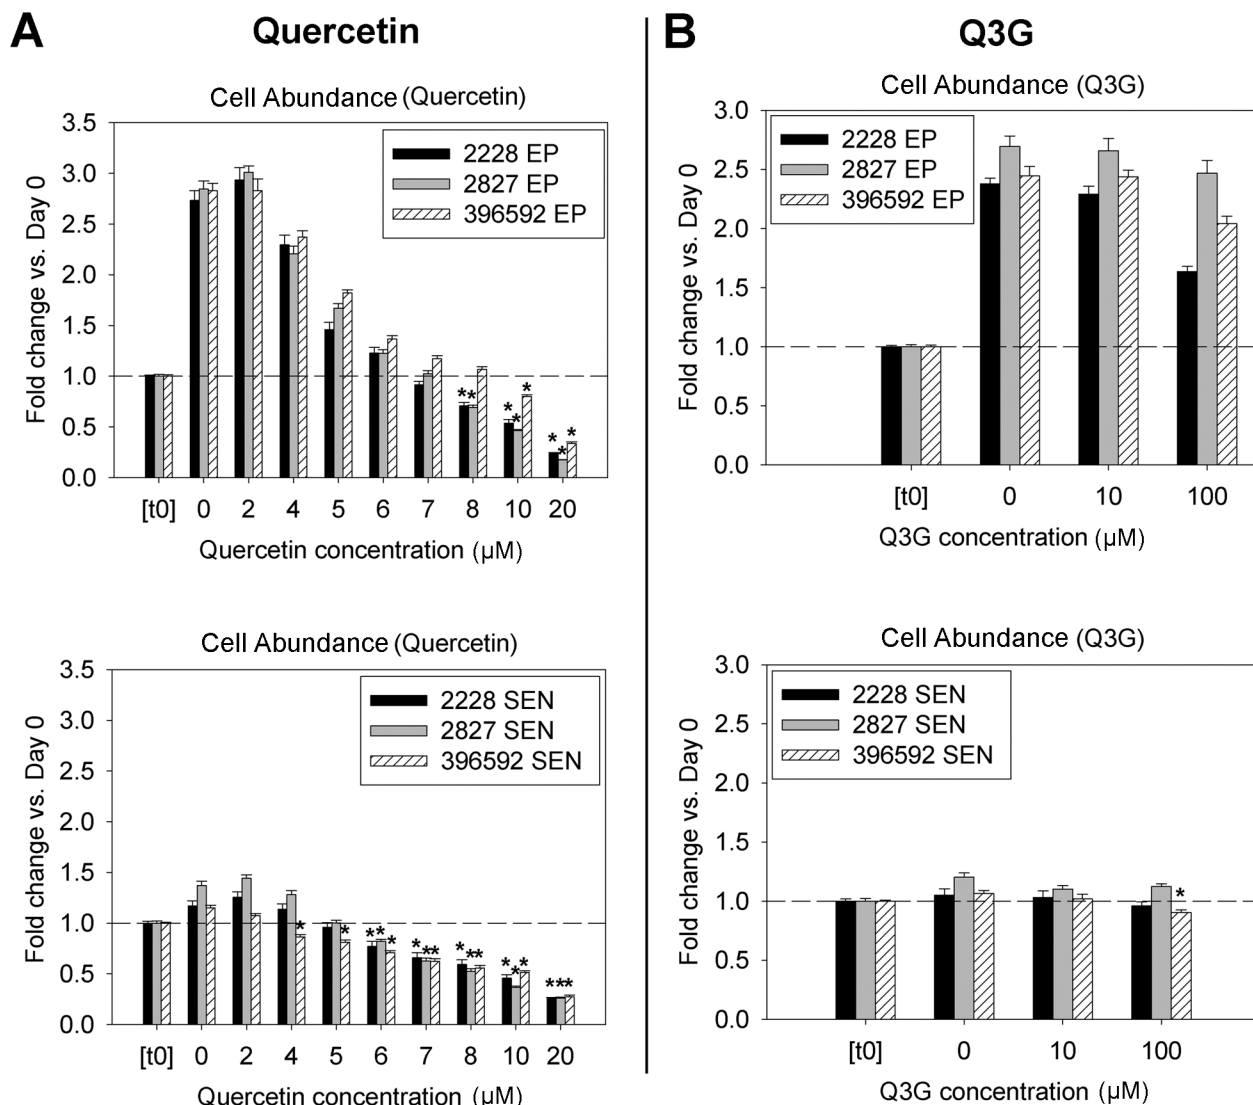 A
Quercetin
Cell Abundance (Quercetin)
3.5
3.0
2.5
2.0
1.5
1.0
0.5
0.0
Fold change vs. Day 0
2228 EP
2827 EP
396592 EP
** 
* * *
* * *
[t0] 0 2 4 5 6 7 8 10 20
Quercetin concentration (µM)
Cell Abundance (Quercetin)
3.5
3.0
2.5
2.0
1.5
1.0
0.5
0.0
Fold change vs. Day 0
2228 SEN
2827 SEN
396592 SEN
*
*
** *
* **
* **
* * *
***
[t0] 0 2 4 5 6 7 8 10 20
Quercetin concentration (µM)
B
Q3G
Cell Abundance (Q3G)
3.0
2.5
2.0
1.5
1.0
0.5
0.0
Fold change vs. Day 0
2228 EP
2827 EP
396592 EP
[t0] 0 10 100
Q3G concentration (µM)
Cell Abundance (Q3G)
3.0
2.5
2.0
1.5
1.0
0.5
0.0
Fold change vs. Day 0
2228 SEN
2827 SEN
396592 SEN
*
[t0] 0 10 100
Q3G concentration (µM)